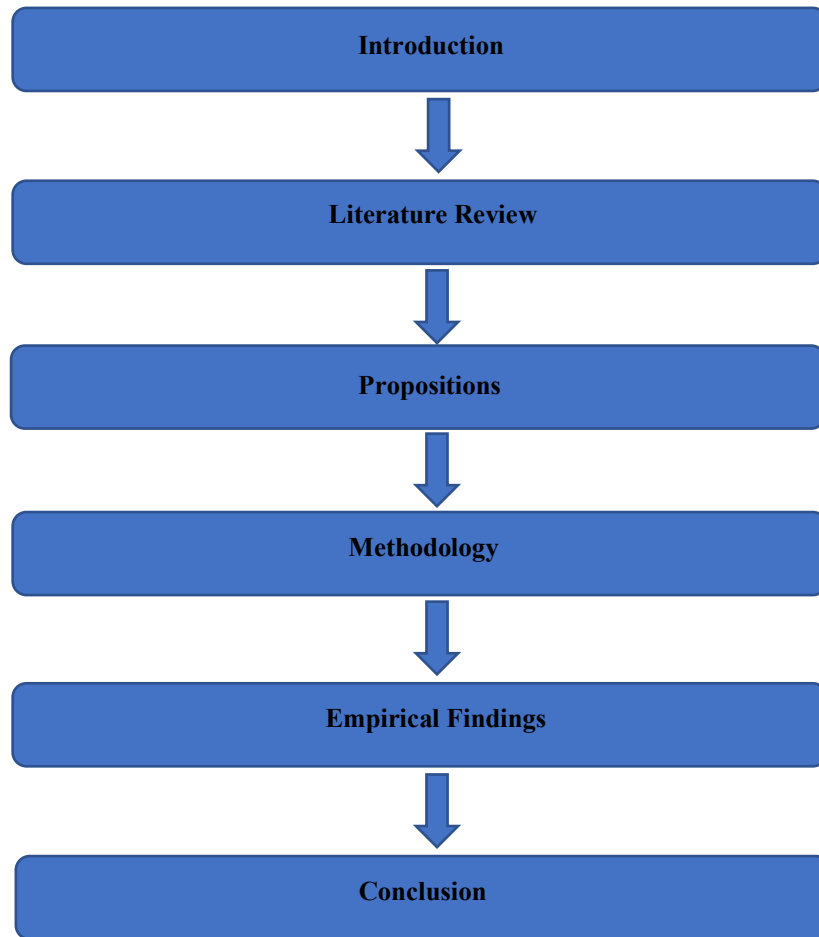 Introduction
Literature Review
Propositions
Methodology
Empirical Findings
Conclusion